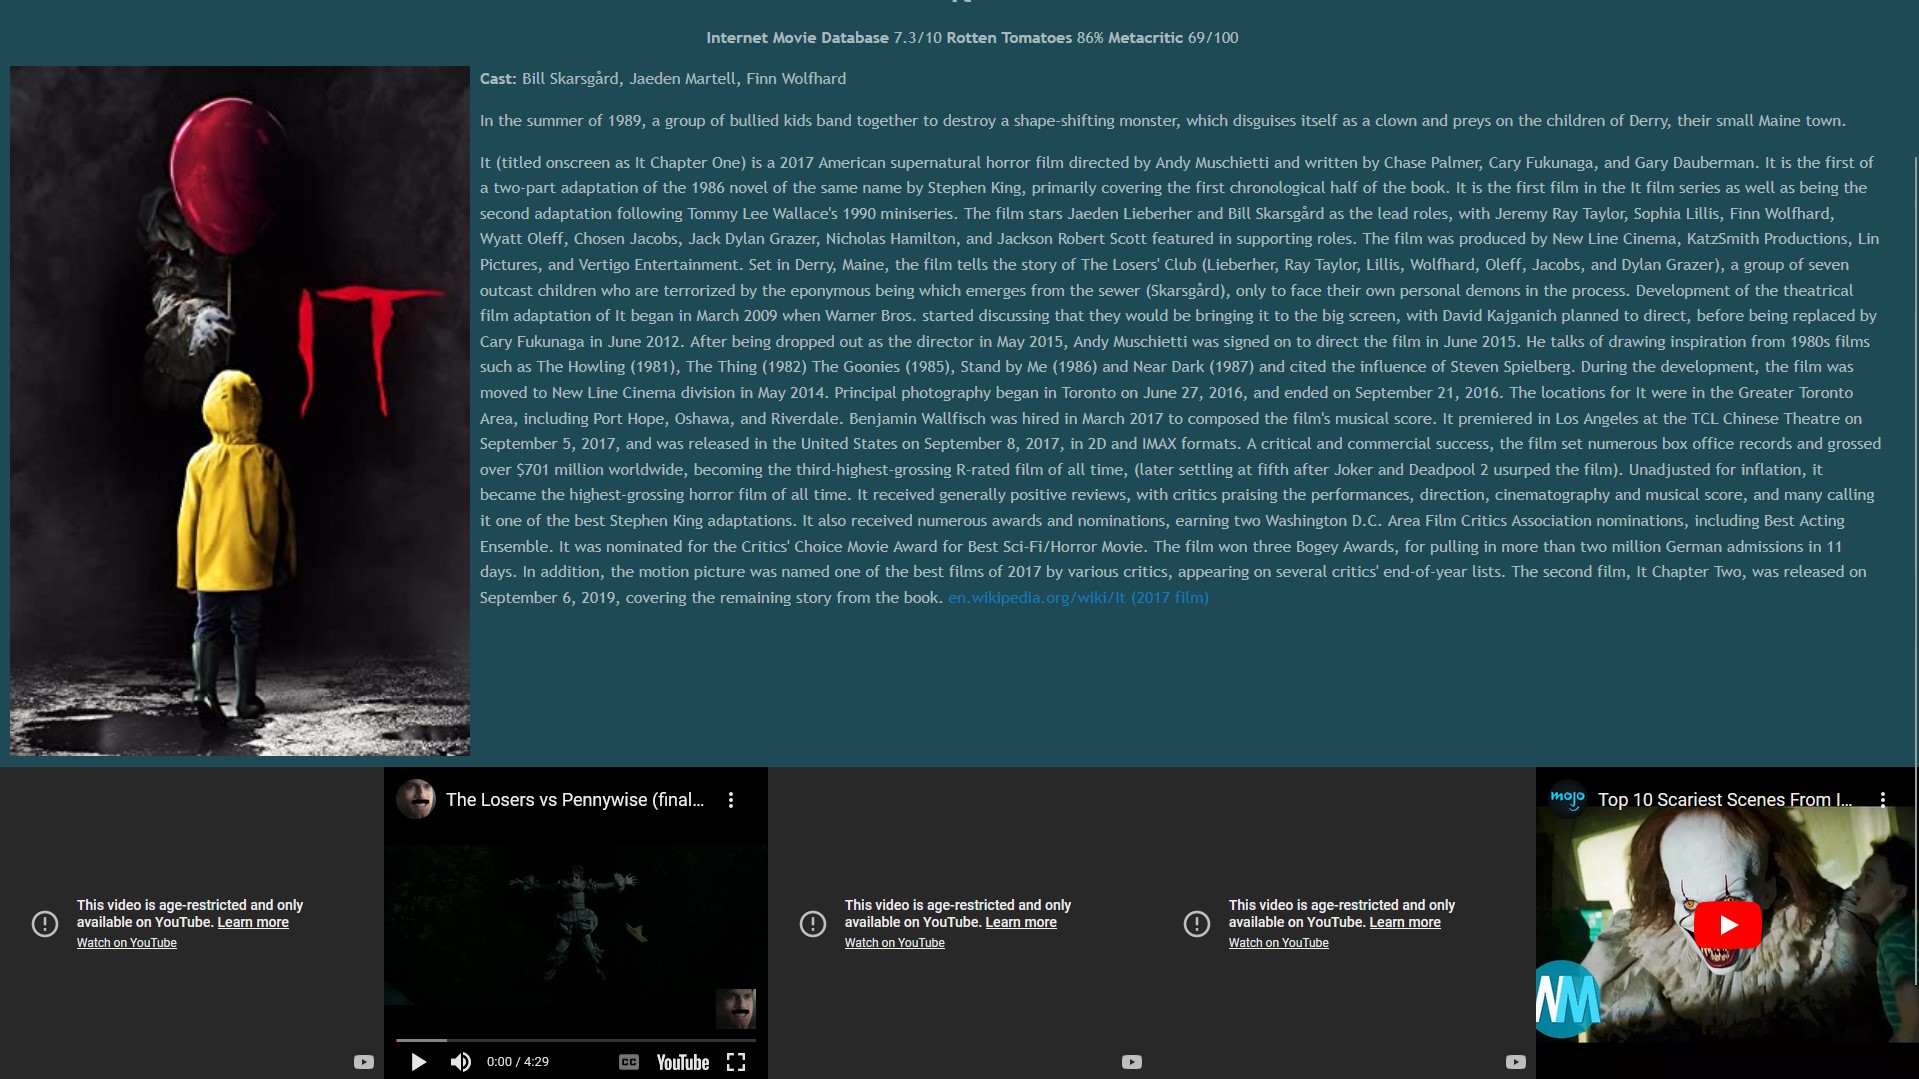 Internet Movie Database 7.3/10 Rotten Tomatoes 86% Metacritic 69/100
Cast: Bill Skarsgård, Jaeden Martell, Finn Wolfhard
In the summer of 1989, a group of bullied kids band together to destroy a shape-shifting monster, which disguises itself as a clown and preys on the children of Derry, their small Maine town.
It (titled onscreen as It Chapter One) is a 2017 American supernatural horror film directed by Andy Muschietti and written by Chase Palmer, Cary Fukunaga, and Gary Dauberman. It is the first of
a two-part adaptation of the 1986 novel of the same name by Stephen King, primarily covering the first chronological half of the book. It is the first film in the It film series as well as being the
second adaptation following Tommy Lee Wallace's 1990 miniseries. The film stars Jaeden Lieberher and Bill Skarsgård as the lead roles, with Jeremy Ray Taylor, Sophia Lillis, Finn Wolfhard,
Wyatt Oleff, Chosen Jacobs, Jack Dylan Grazer, Nicholas Hamilton, and Jackson Robert Scott featured in supporting roles. The film was produced by New Line Cinema, KatzSmith Productions, Lin
Pictures, and Vertigo Entertainment. Set in Derry, Maine, the film tells the story of The Losers' Club (Lieberher, Ray Taylor, Lillis, Wolfhard, Oleff, Jacobs, and Dylan Grazer), a group of seven
outcast children who are terrorized by the eponymous being which emerges from the sewer (Skarsgård), only to face their own personal demons in the process. Development of the theatrical
film adaptation of It began in March 2009 when Warner Bros. started discussing that they would be bringing it to the big screen, with David Kajganich planned to direct, before being replaced by
Cary Fukunaga in June 2012. After being dropped out as the director in May 2015, Andy Muschietti was signed on to direct the film in June 2015. He talks of drawing inspiration from 1980s films
such as The Howling (1981), The Thing (1982) The Goonies (1985), Stand by Me (1986) and Near Dark (1987) and cited the influence of Steven Spielberg. During the development, the film was
moved to New Line Cinema division in May 2014. Principal photography began in Toronto on June 27, 2016, and ended on September 21, 2016. The locations for It were in the Greater Toronto
Area, including Port Hope, Oshawa, and Riverdale. Benjamin Wallfisch was hired in March 2017 to composed the film's musical score. It premiered in Los Angeles at the TCL Chinese Theatre on
September 5, 2017, and was released in the United States on September 8, 2017, in 2D and IMAX formats. A critical and commercial success, the film set numerous box office records and grossed
over $701 million worldwide, becoming the third-highest-grossing R-rated film of all time, (later settling at fifth after Joker and Deadpool 2 usurped the film). Unadjusted for inflation, it
became the highest-grossing horror film of all time. It received generally positive reviews, with critics praising the performances, direction, cinematography and musical score, and many calling
it one of the best Stephen King adaptations. It also received numerous awards and nominations, earning two Washington D.C. Area Film Critics Association nominations, including Best Acting
Ensemble. It was nominated for the Critics' Choice Movie Award for Best Sci-Fi/Horror Movie. The film won three Bogey Awards, for pulling in more than two million German admissions in 11
days. In addition, the motion picture was named one of the best films of 2017 by various critics, appearing on several critics' end-of-year lists. The second film, It Chapter Two, was released on
September 6, 2019, covering the remaining story from the book. en.wikipedia.org/wiki/It (2017 film)
IT
This video is age-restricted and only
available on YouTube. Learn more
Watch on YouTube
The Losers vs Pennywise (final...
0:00 / 4:29
CC
YouTube
This video is age-restricted and only
available on YouTube. Learn more
Watch on YouTube
This video is age-restricted and only
available on YouTube. Learn more
Watch on YouTube
mojo
Top 10 Scariest Scenes From I...
WM